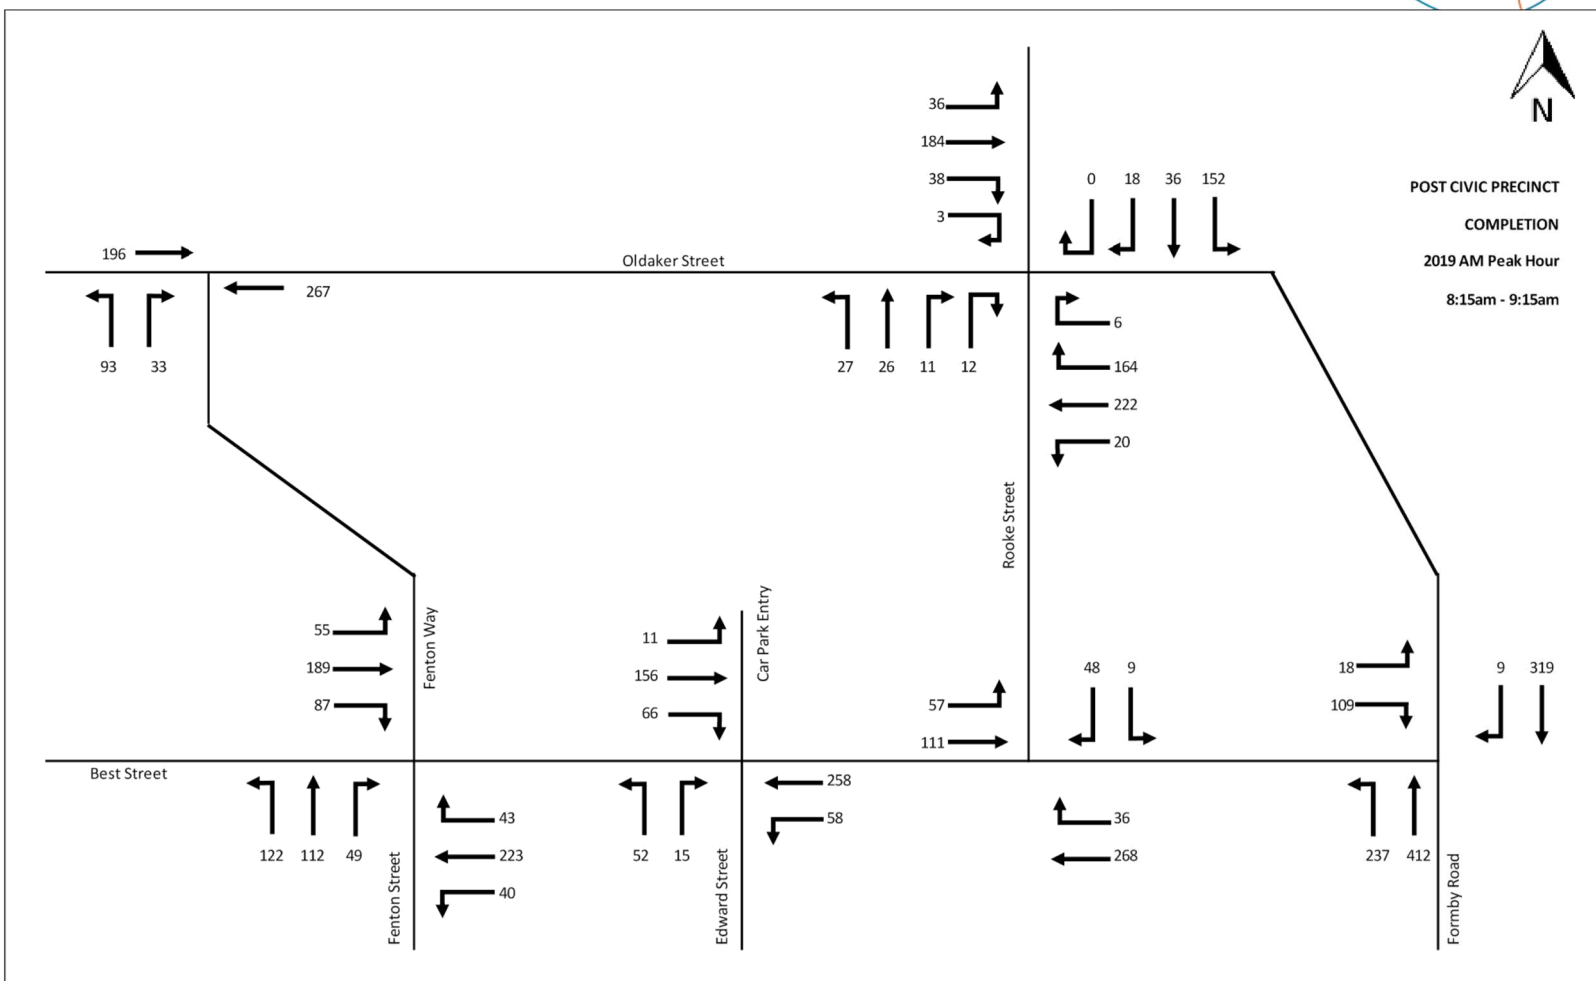 N
POST CIVIC PRECINCT
COMPLETION
2019 AM Peak Hour
8:15am - 9:15am
36
184
38
3
0 18 36 152
196
Oldaker Street
267
93 33
27 26 11 12
6
164
222
20
Rooke Street
Fenton Way
Car Park Entry
55
189
87
11
156
66
57
111
48 9
18
109
9 319
Best Street
122 112 49
43
223
40
Fenton Street
52 15
258
58
Edward Street
36
268
237 412
Formby Road